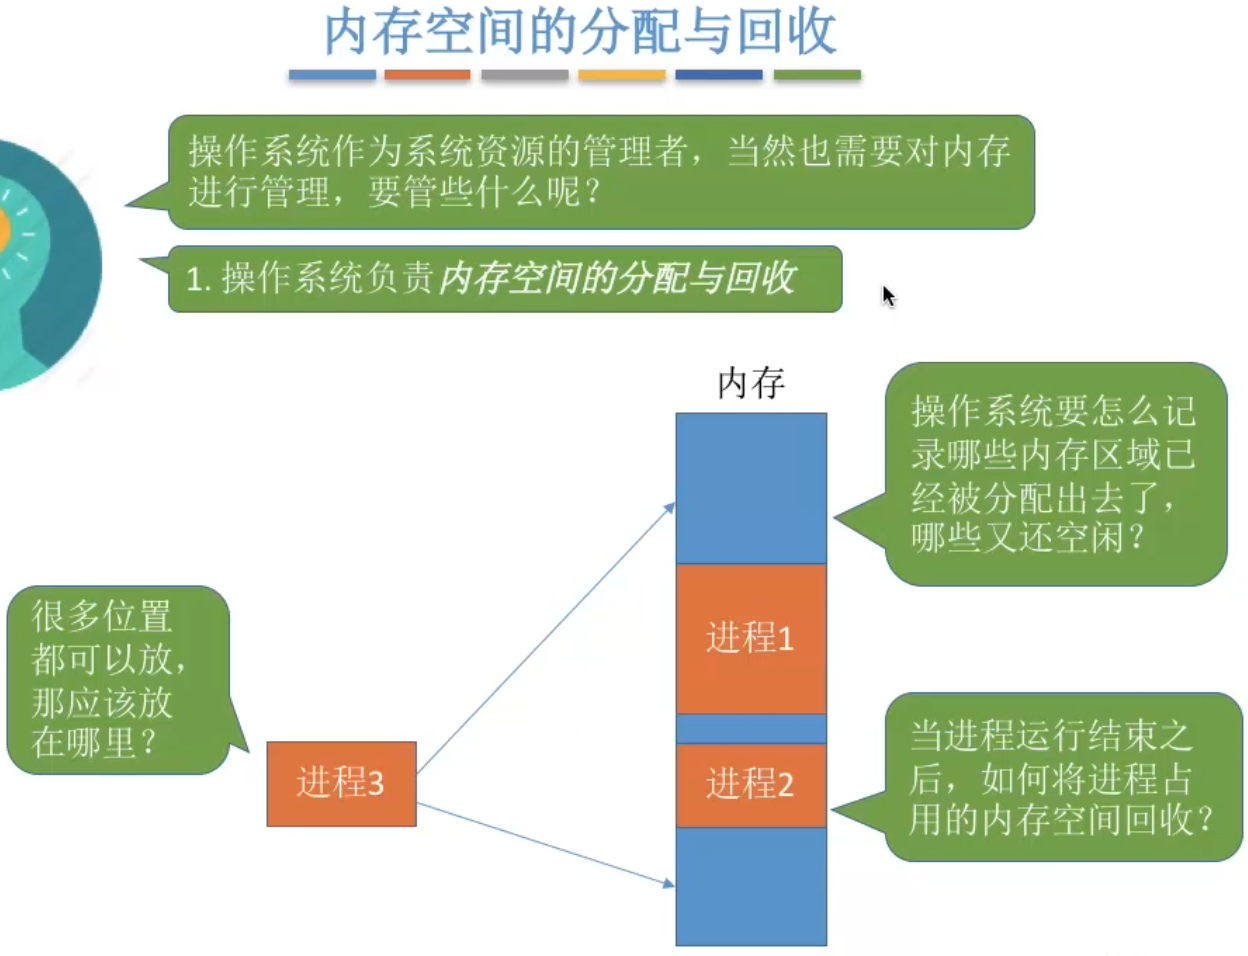 内存空间的分配与回收
操作系统作为系统资源的管理者，当然也需要对内存
进行管理，要管些什么呢？
1. 操作系统负责内存空间的分配与回收
内存
操作系统要怎么记
录哪些内存区域已
经被分配出去了，
哪些又还空闲？
进程1
很多位置
都可以放，
那应该放
在哪里？
进程3
进程2
当进程运行结束之
后，如何将进程占
用的内存空间回收？